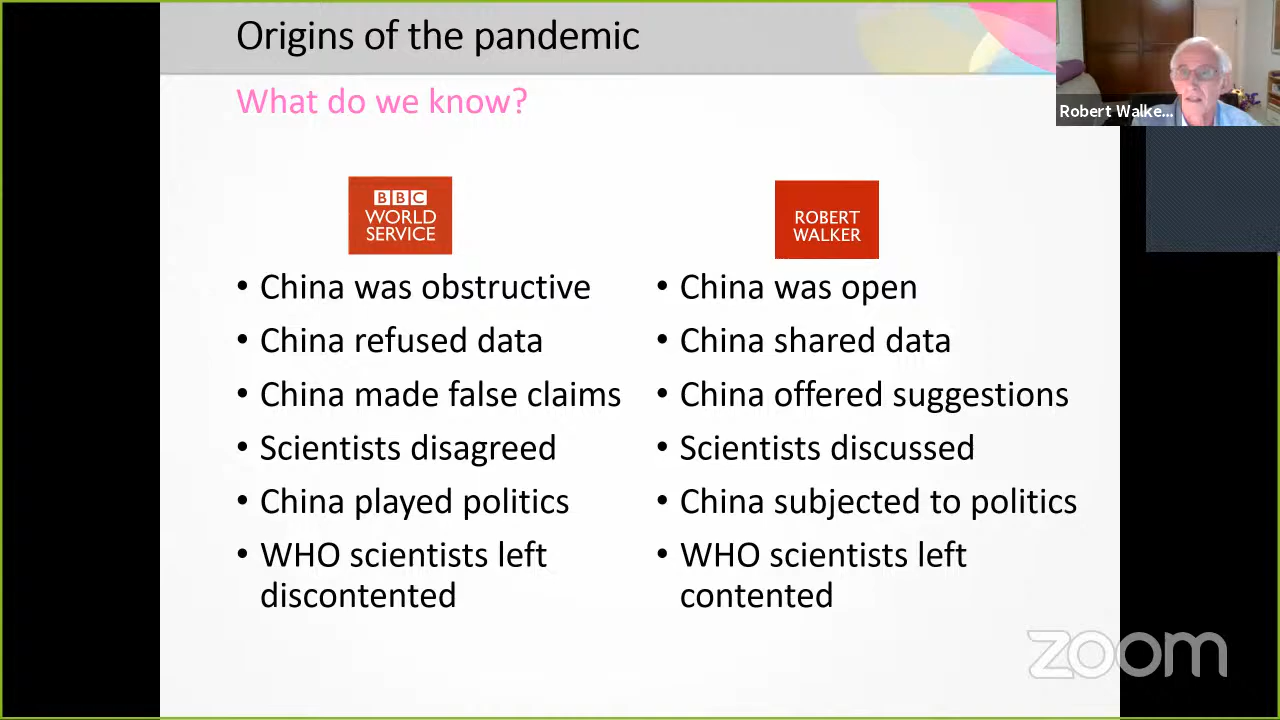 Origins of the pandemic
What do we know?
Robert Walke...
BBC
WORLD
SERVICE
• China was obstructive
• China refused data
• China made false claims
• Scientists disagreed
• China played politics
• WHO scientists left
discontented
ROBERT
WALKER
• China was open
• China shared data
• China offered suggestions
• Scientists discussed
• China subjected to politics
• WHO scientists left
contented
zoom